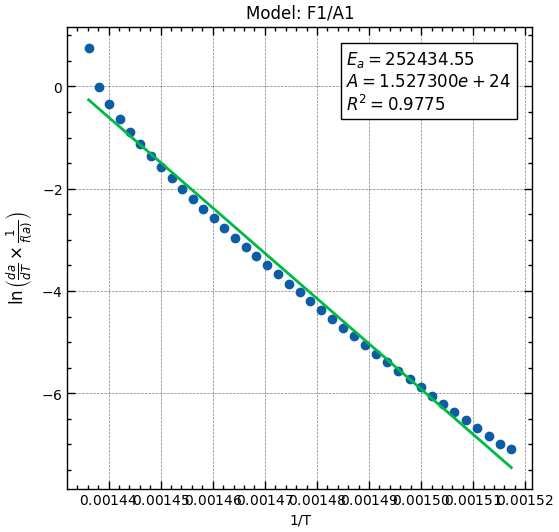 Model: F1/A1
E_a = 252434.55
A = 1.527300e + 24
R^2 = 0.9775
0
−2
−4
−6
ln (da/dT × 1/f(a))
0.00144 0.00145 0.00146 0.00147 0.00148 0.00149 0.00150 0.00151 0.00152
1/T